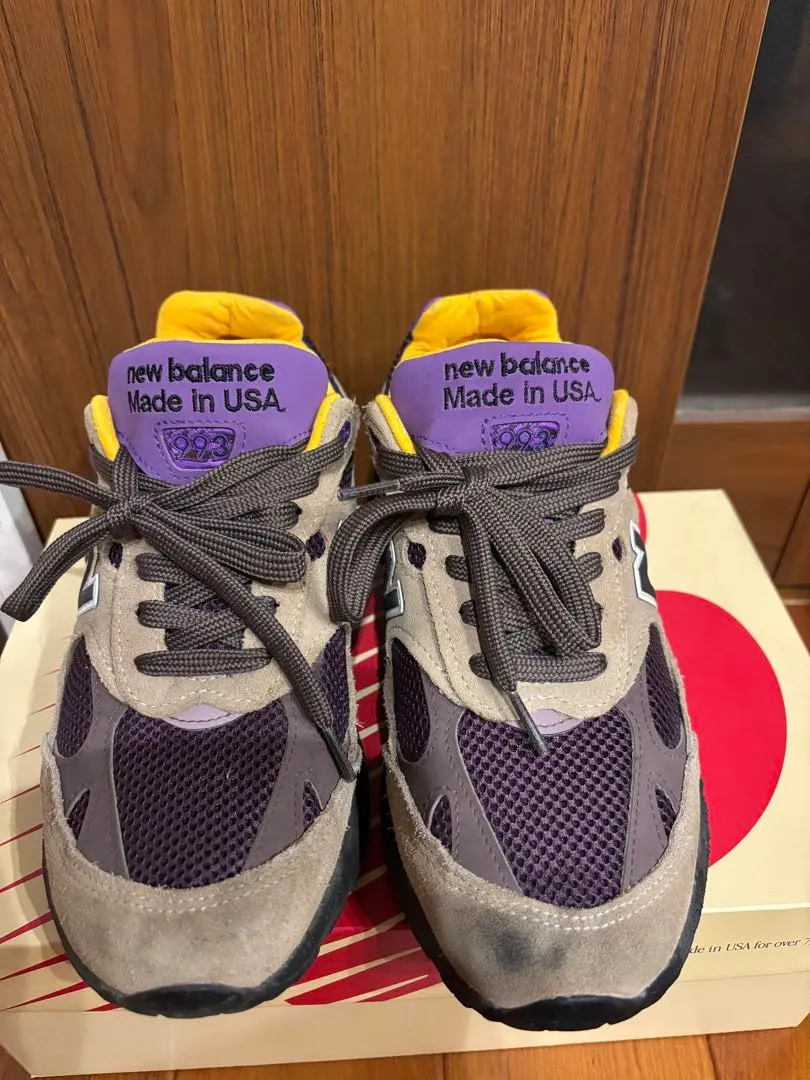 new balance
Made in USA
993
new balance
Made in USA
993
N
N
N
de in USA for over 7